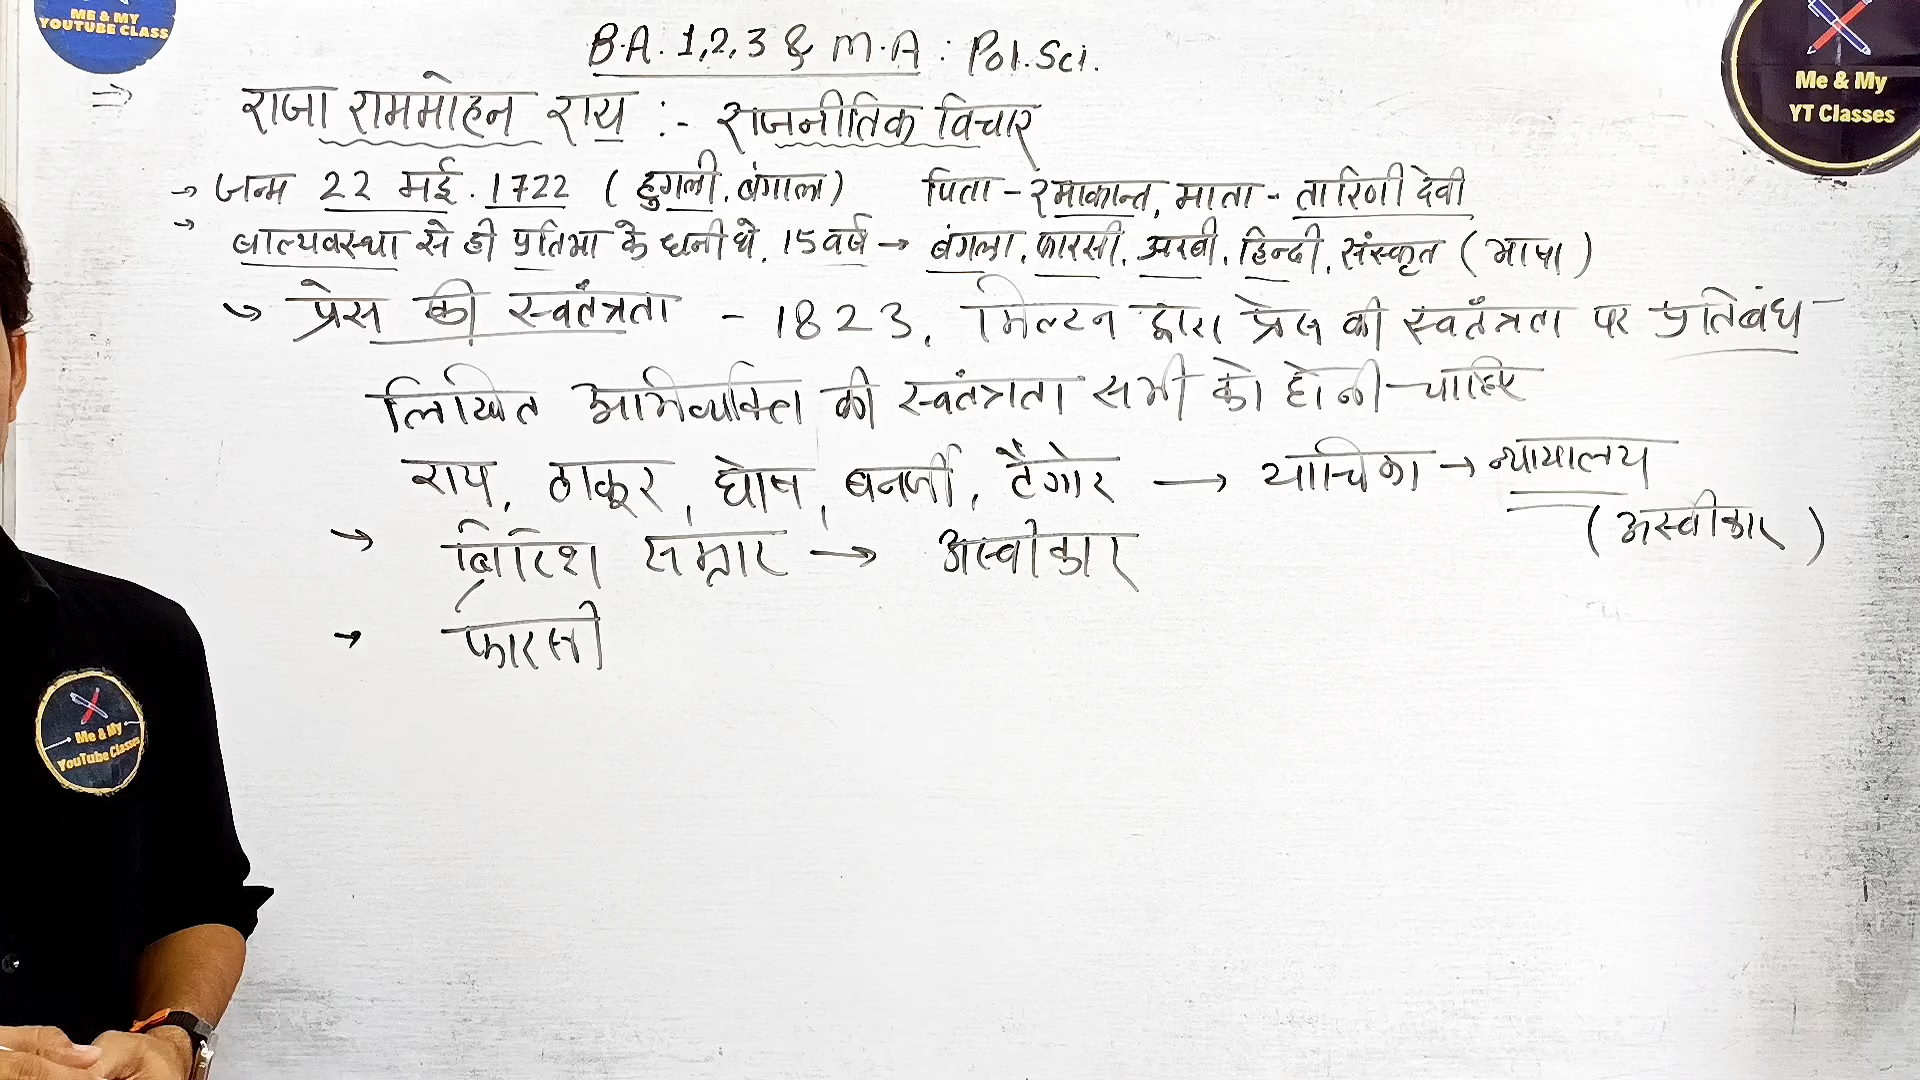 ME & MY
YOUTUBE CLASS
B.A. 1,2,3 & M.A : Pol.Sci.
Me & My
YT Classes
⇒ राजा राममोहन राय :- राजनीतिक विचार
→ जन्म 22 मई. 1722 (हुगली. बंगाल) पिता - रमाकान्त, माता - तारिणी देवी
→ बाल्यवस्था से ही प्रतिभा के धनी थे. 15 वर्ष → बंगला, फारसी, अरबी, हिन्दी, संस्कृत (भाषा)
→ प्रेस की स्वतंत्रता - 1823, मिल्टन द्वारा प्रेस की स्वतंत्रता पर प्रतिबंध -
लिखित अभिव्यक्ति की स्वतंत्रता सभी को होनी चाहिए
राय, ठाकूर, घोष, बनर्जी, टैगोर → याचिका → न्यायालय
(अस्वीकार)
→ ब्रिटिश सम्राट → अस्वीकार
→ फारसी
Me & My
YouTube Classes